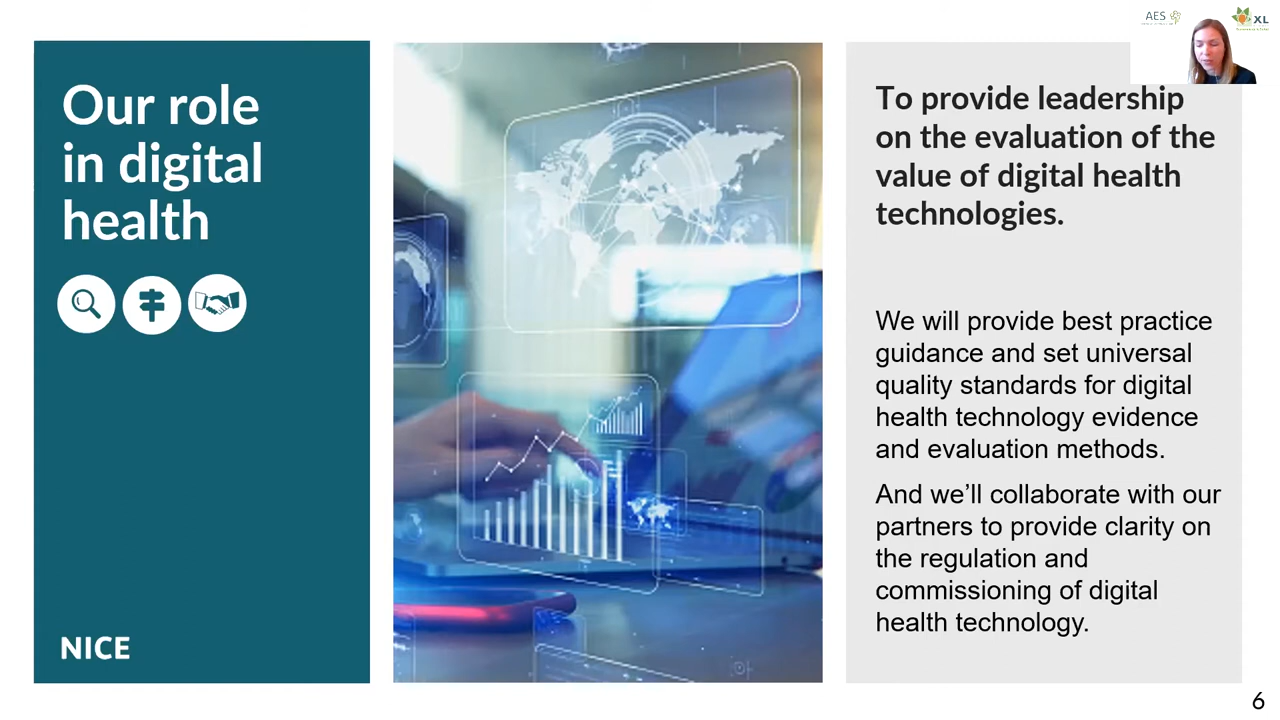 AES
XL
Our role
in digital
health
NICE
To provide leadership
on the evaluation of the
value of digital health
technologies.
We will provide best practice
guidance and set universal
quality standards for digital
health technology evidence
and evaluation methods.
And we’ll collaborate with our
partners to provide clarity on
the regulation and
commissioning of digital
health technology.
6